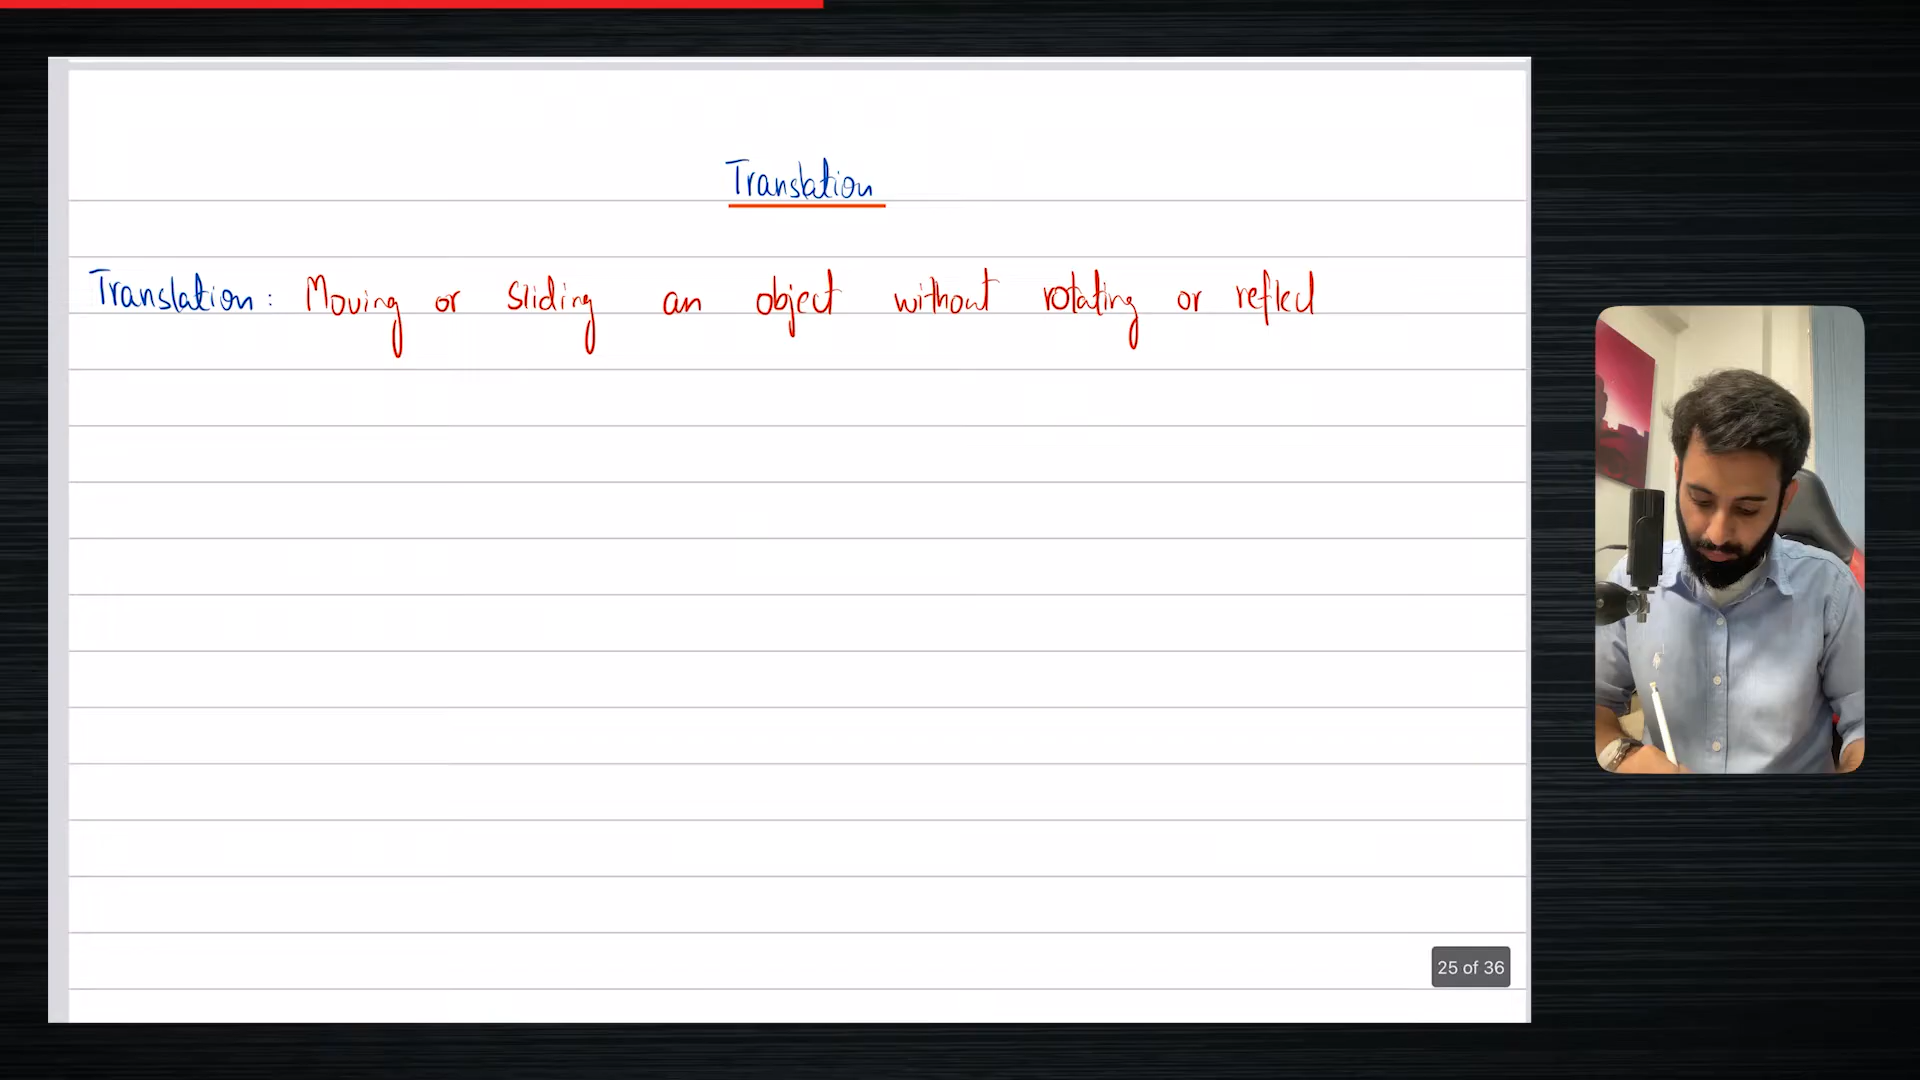 Translation
Translation: Moving or sliding an object without rotating or reflect
25 of 36